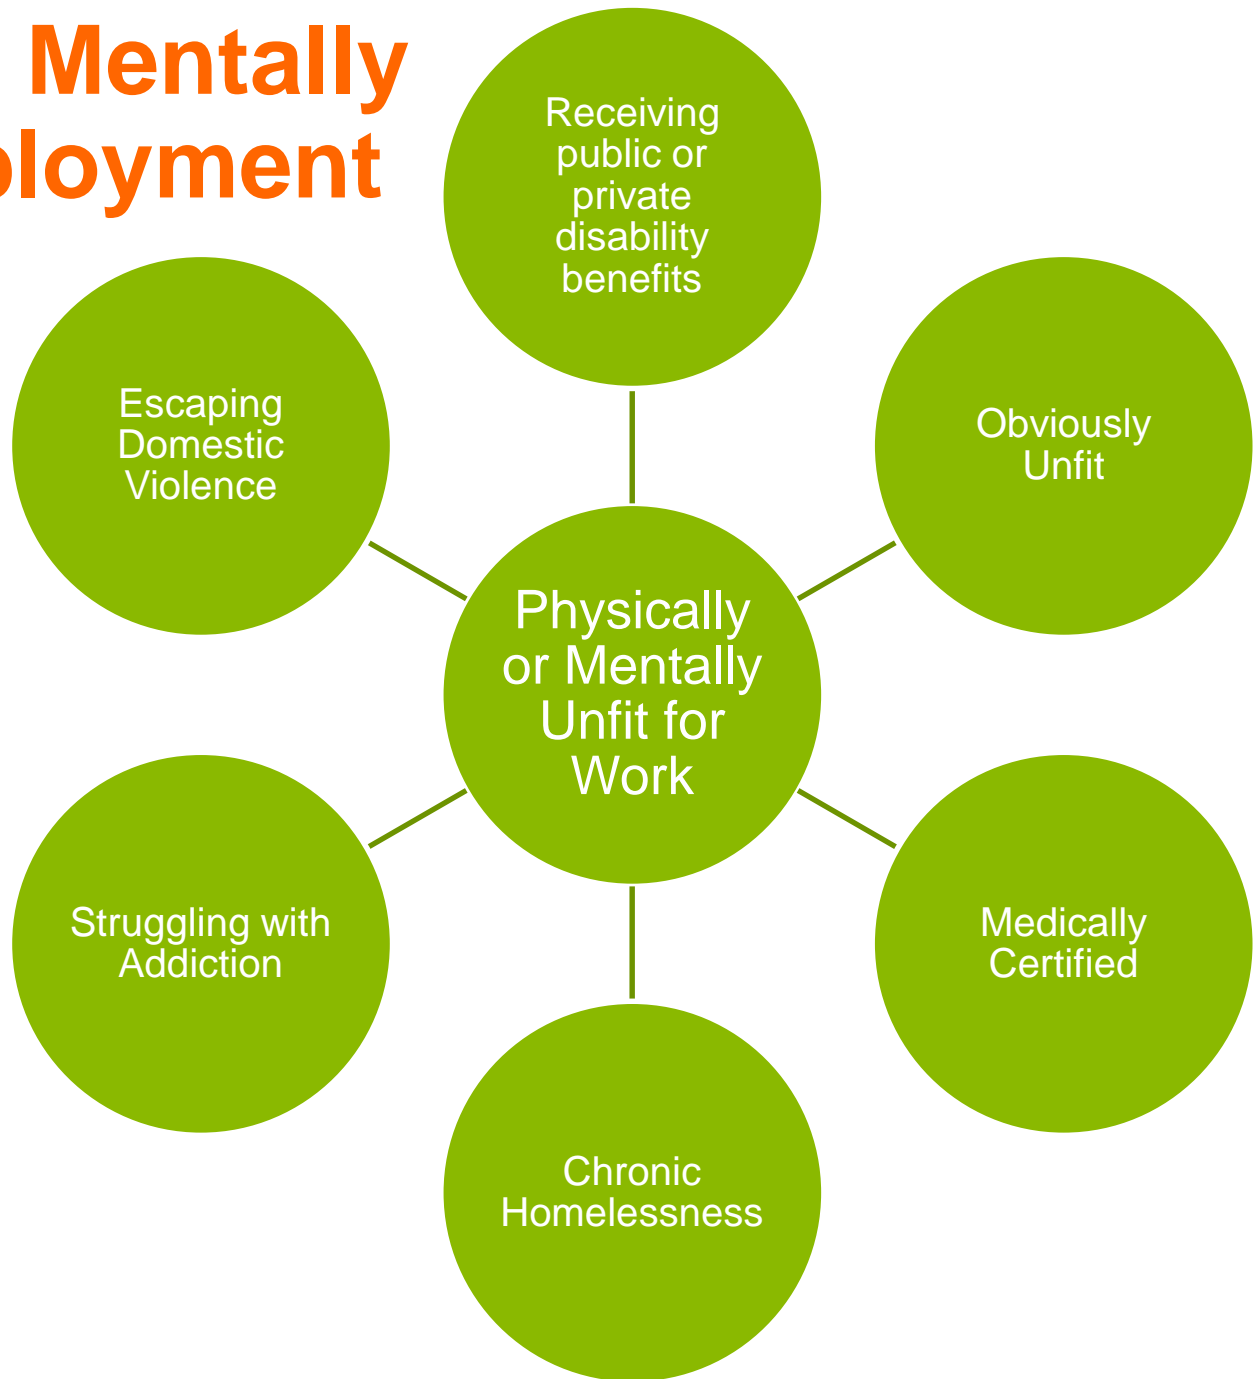 Mentally
ployment
Receiving
public or
private
disability
benefits
Escaping
Domestic
Violence
Obviously
Unfit
Physically
or Mentally
Unfit for
Work
Struggling with
Addiction
Medically
Certified
Chronic
Homelessness